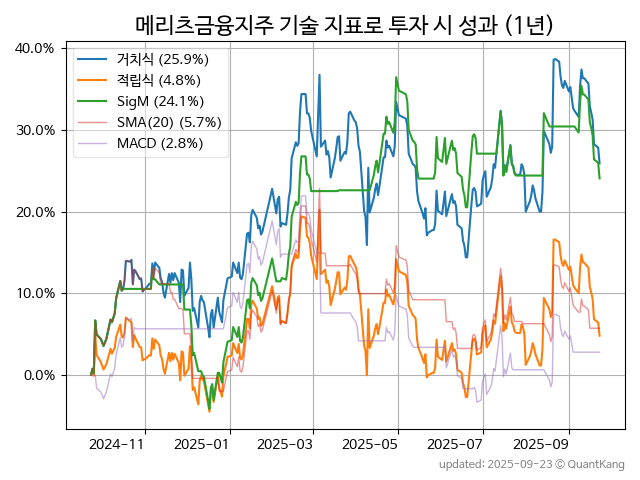 메리츠금융지주 기술 지표로 투자 시 성과 (1년)
40.0%
30.0%
20.0%
10.0%
0.0%
거치식 (25.9%)
적립식 (4.8%)
SigM (24.1%)
SMA(20) (5.7%)
MACD (2.8%)
2024-11 2025-01 2025-03 2025-05 2025-07 2025-09
updated: 2025-09-23 ⓒ QuantKang